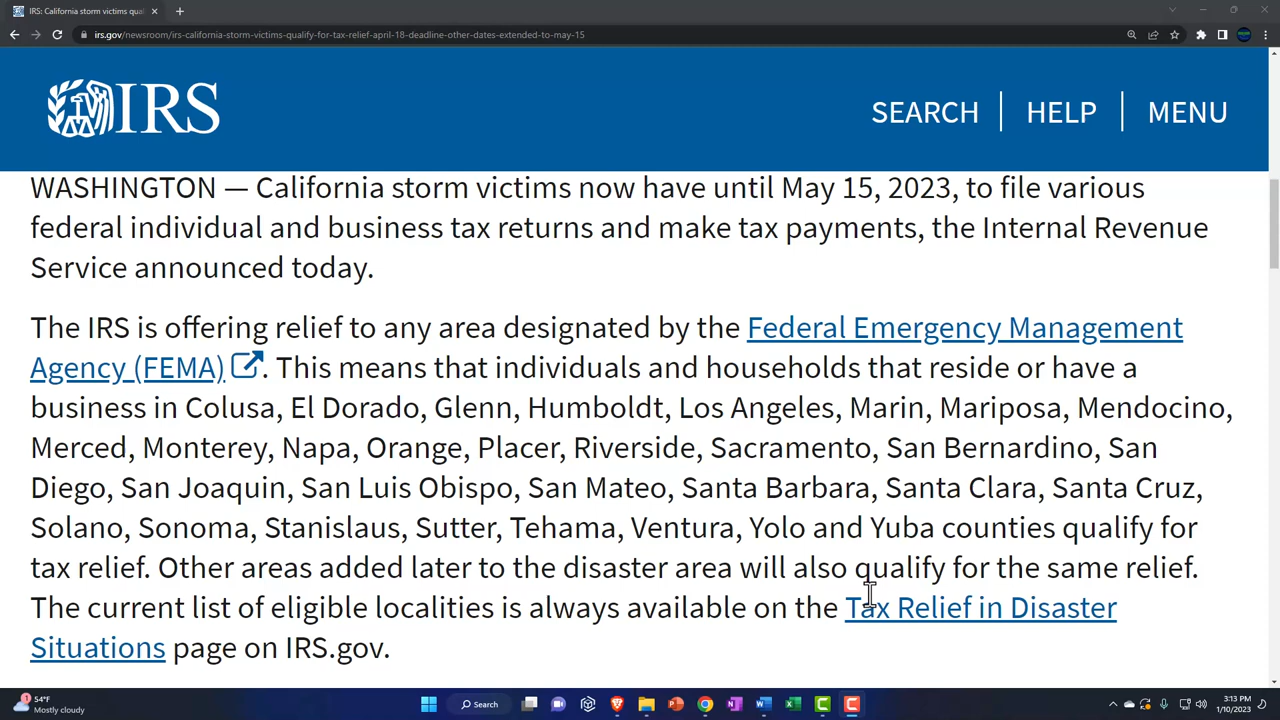 IRS: California storm victims qual
irs.gov/newsroom/irs-california-storm-victims-qualify-for-tax-relief-april-18-deadline-other-dates-extended-to-may-15
IRS
SEARCH
HELP
MENU
WASHINGTON — California storm victims now have until May 15, 2023, to file various
federal individual and business tax returns and make tax payments, the Internal Revenue
Service announced today.
The IRS is offering relief to any area designated by the Federal Emergency Management
Agency (FEMA). This means that individuals and households that reside or have a
business in Colusa, El Dorado, Glenn, Humboldt, Los Angeles, Marin, Mariposa, Mendocino,
Merced, Monterey, Napa, Orange, Placer, Riverside, Sacramento, San Bernardino, San
Diego, San Joaquin, San Luis Obispo, San Mateo, Santa Barbara, Santa Clara, Santa Cruz,
Solano, Sonoma, Stanislaus, Sutter, Tehama, Ventura, Yolo and Yuba counties qualify for
tax relief. Other areas added later to the disaster area will also qualify for the same relief.
The current list of eligible localities is always available on the Tax Relief in Disaster
Situations page on IRS.gov.
1
54°F
Mostly cloudy
Search
3:13 PM
1/10/2023